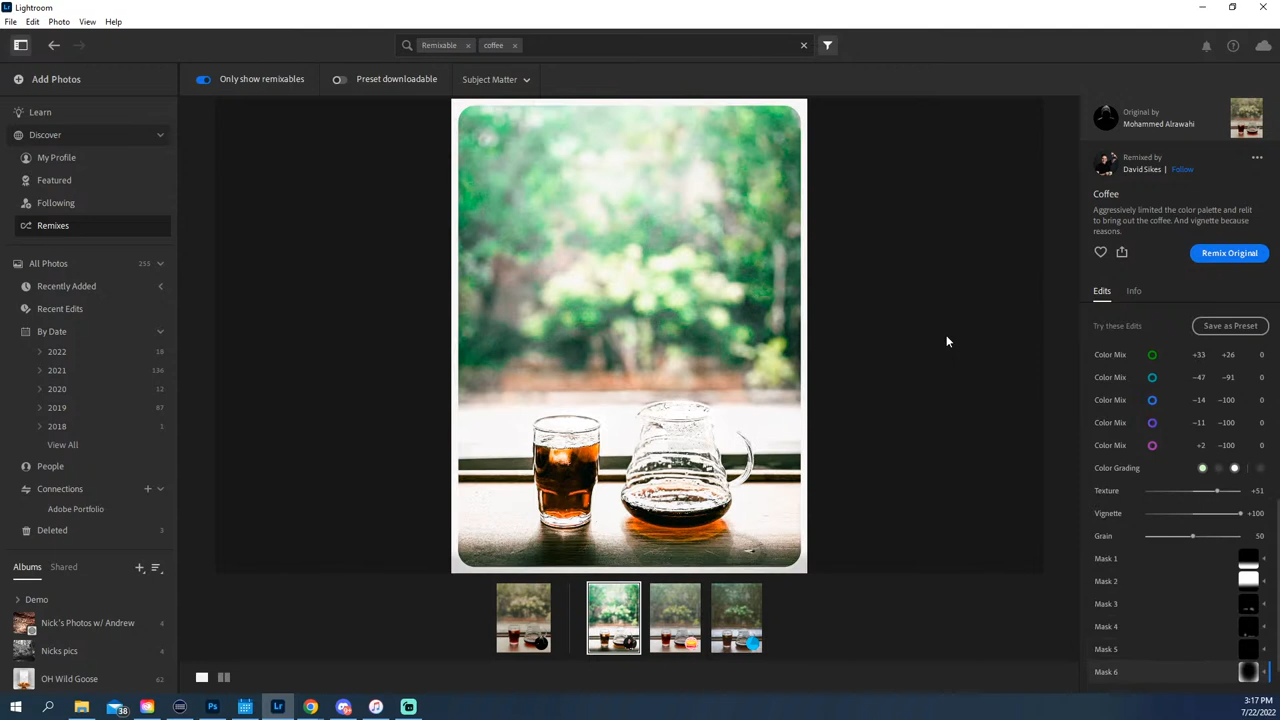 Lightroom
File Edit Photo View Help
Remixable × coffee ×
Add Photos Only show remixables Preset downloadable Subject Matter
Learn
Discover
My Profile
Featured
Following
Remixes
All Photos 255
Recently Added
Recent Edits
By Date
2022 18
2021 136
2020 12
2019 87
2018 1
View All
People
Connections
Adobe Portfolio
Deleted 3
Albums Shared
Demo
Nick's Photos w/ Andrew 4
Nicks pics 4
OH Wild Goose 62
Original by
Mohammed Alrawahi
Remixed by
David Sikes | Follow
Coffee
Aggressively limited the color palette and relit
to bring out the coffee. And vignette because
reasons.
Remix Original
Edits Info
Try these Edits Save as Preset
Color Mix +33 +26 0
Color Mix −47 −91 0
Color Mix −14 −100 0
Color Mix −11 −100 0
Color Mix +2 −100 0
Color Grading
Texture +51
Vignette +100
Grain 50
Mask 1
Mask 2
Mask 3
Mask 4
Mask 5
Mask 6
38 Ps Lr
3:17 PM
7/22/2022